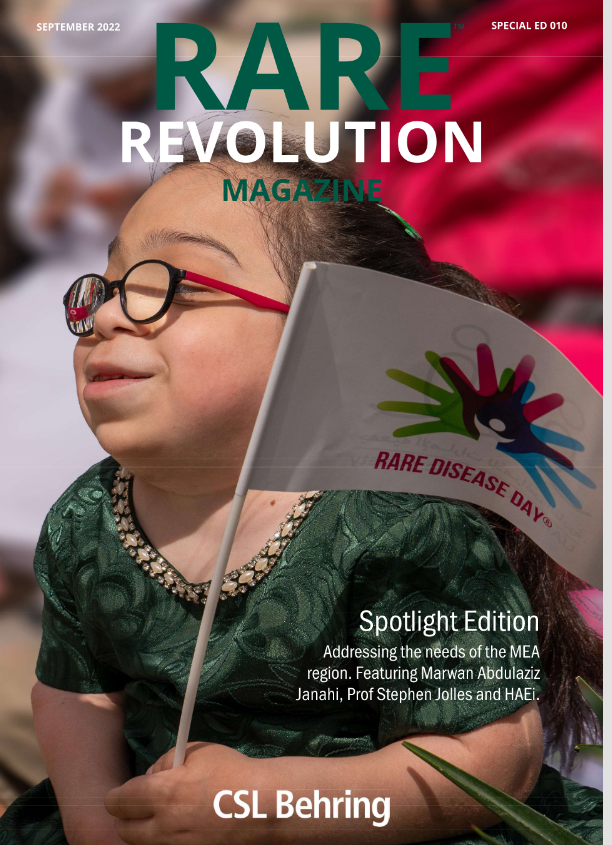 SEPTEMBER 2022
SPECIAL ED 010
RARE™
REVOLUTION
MAGAZINE
RARE DISEASE DAY®
Spotlight Edition
Addressing the needs of the MEA
region. Featuring Marwan Abdulaziz
Janahi, Prof Stephen Jolles and HAEi.
CSL Behring